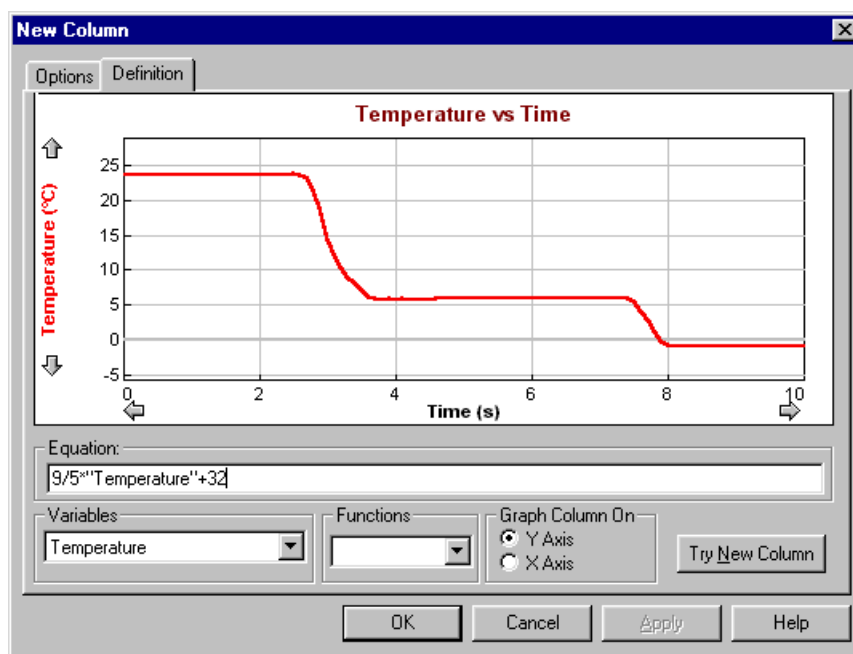 New Column
Options Definition
Temperature vs Time
Temperature (°C)
25
20
15
10
5
0
-5
0 2 4 6 8 10
Time (s)
Equation:
9/5*"Temperature"+32
Variables Functions Graph Column On
Temperature
Y Axis
X Axis
Try New Column
OK Cancel Apply Help